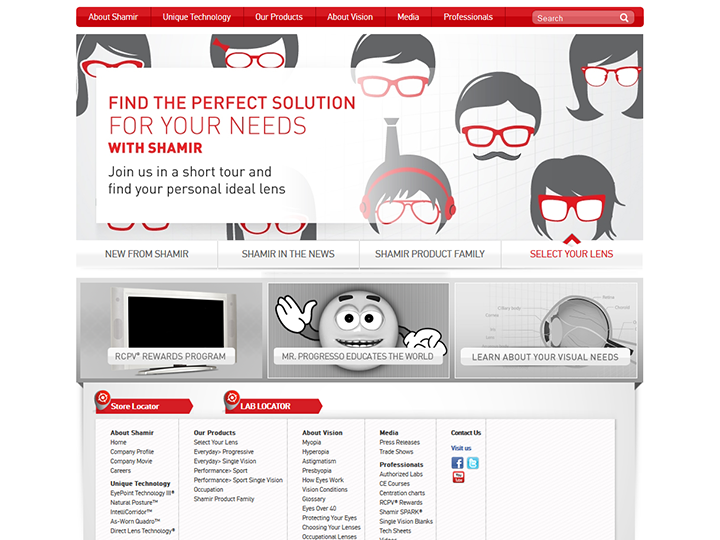 About Shamir
Unique Technology
Our Products
About Vision
Media
Professionals
Search
FIND THE PERFECT SOLUTION
FOR YOUR NEEDS
WITH SHAMIR
Join us in a short tour and
find your personal ideal lens
NEW FROM SHAMIR
SHAMIR IN THE NEWS
SHAMIR PRODUCT FAMILY
SELECT YOUR LENS
RCPV® REWARDS PROGRAM
MR. PROGRESSO EDUCATES THE WORLD
LEARN ABOUT YOUR VISUAL NEEDS
Store Locator
LAB LOCATOR
About Shamir
Home
Company Profile
Company Movie
Careers
Unique Technology
EyePoint Technology III®
Natural Posture™
IntelliCorridor™
As-Worn Quadro™
Direct Lens Technology®
Our Products
Select Your Lens
Everyday> Progressive
Everyday> Single Vision
Performance> Sport
Performance> Sport Single Vision
Occupation
Shamir Product Family
About Vision
Myopia
Hyperopia
Astigmatism
Presbyopia
How Eyes Work
Vision Conditions
Glossary
Eyes Over 40
Protecting Your Eyes
Choosing Your Lenses
Occupational Lenses
Media
Press Releases
Trade Shows
Professionals
Authorized Labs
CE Courses
Centration charts
RCPV® Rewards
Shamir SPARK®
Single Vision Blanks
Tech Sheets
Videos
Contact Us
Visit us
You
Tube